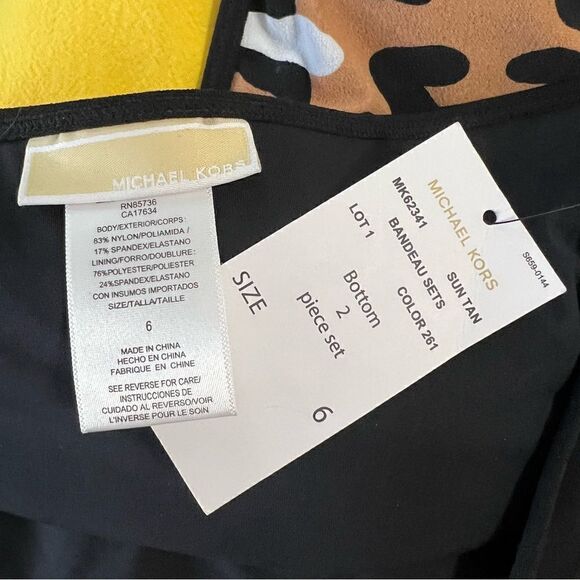 MICHAEL KORS
RN85736
CA17634
BODY/EXTERIOR/CORPS:
83% NYLON/POLIAMIDA/
17% SPANDEX/ELASTANO
LINING/FORRO/DOUBLURE:
76%POLYESTER/POLIESTER
24%SPANDEX/ELASTANO
CON INSUMOS IMPORTADOS
SIZE/TALLA/TAILLE
6
MADE IN CHINA
HECHO EN CHINA
FABRIQUE EN CHINE
SEE REVERSE FOR CARE/
INSTRUCCIONES DE
CUIDADO AL REVERSO/VOIR
L'INVERSE POUR LE SOIN
S659-0144
MICHAEL KORS
MK62341 SUN TAN
BANDEAU SETS
LOT 1 COLOR 261
Bottom
2
piece set
SIZE 6